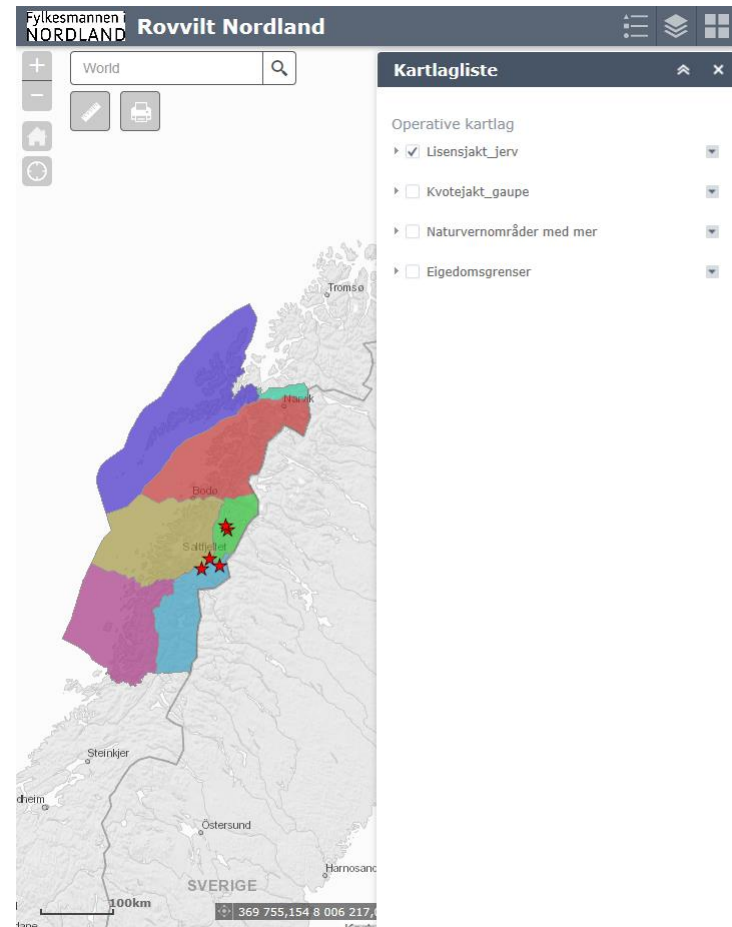 Fylkesmannen i
NORDLAND
Rovvilt Nordland
World
Kartlagliste
Operative kartlag
Lisensjakt_jerv
Kvotejakt_gaupe
Naturvernområder med mer
Eigedomsgrenser
Tromsø
Narvik
Bodø
Saltfjellet
Steinkjer
dheim
Östersund
Harnosand
SVERIGE
100km
369 755,154 8 006 217,